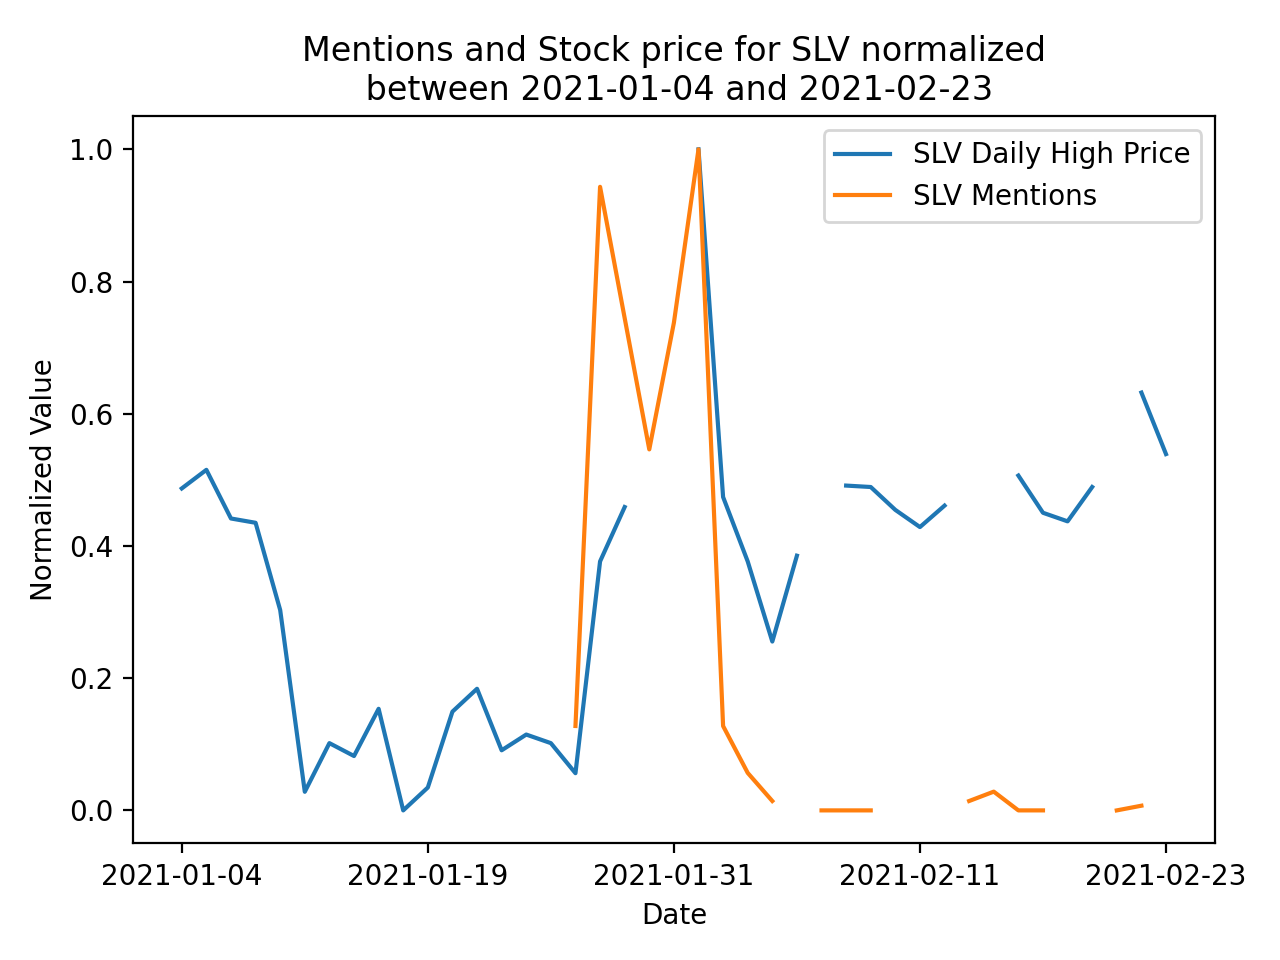 Mentions and Stock price for SLV normalized
between 2021-01-04 and 2021-02-23
SLV Daily High Price
SLV Mentions
Normalized Value
1.0
0.8
0.6
0.4
0.2
0.0
2021-01-04 2021-01-19 2021-01-31 2021-02-11 2021-02-23
Date